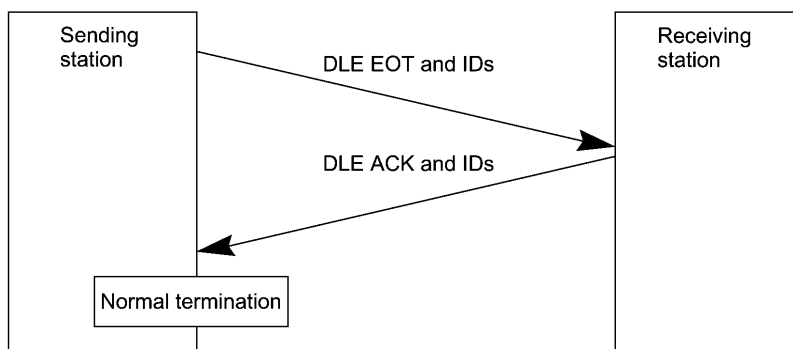 Sending
station
DLE EOT and IDs
Receiving
station
DLE ACK and IDs
Normal termination